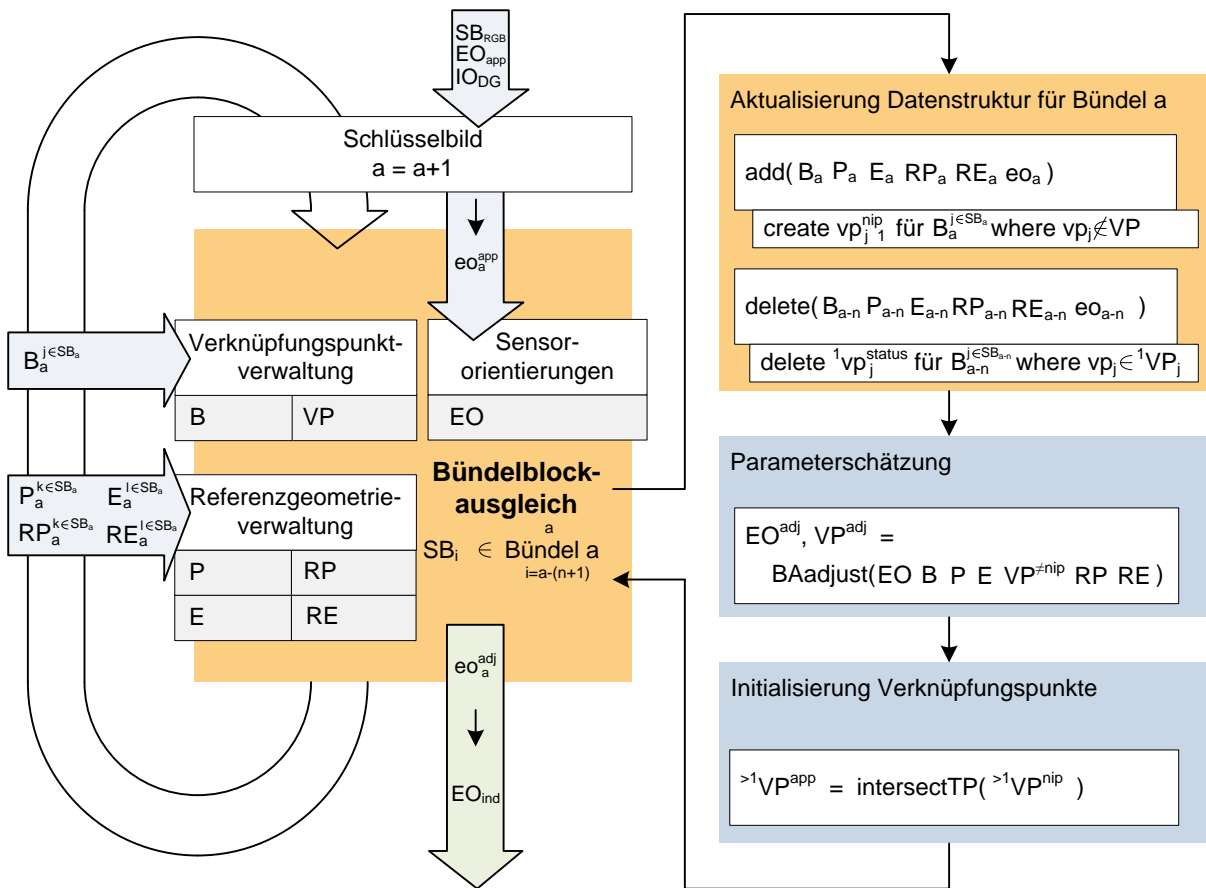 SB_RGB
EO_app
IO_DG
Schlüsselbild
a = a+1
eo_a^app
B_a^j∈SB_a
Verknüpfungspunkt-
verwaltung
B VP
Sensor-
orientierungen
EO
P_a^k∈SB_a E_a^l∈SB_a
RP_a^k∈SB_a RE_a^l∈SB_a
Referenzgeometrie-
verwaltung
P RP
E RE
Bündelblock-
ausgleich
a
SB_i ∈ Bündel a
i=a-(n+1)
eo_a^adj
EO_ind
Aktualisierung Datenstruktur für Bündel a
add( B_a P_a E_a RP_a RE_a eo_a )
create vp_j^nip 1 für B_a^j∈SB_a where vp_j∉VP
delete( B_a-n P_a-n E_a-n RP_a-n RE_a-n eo_a-n )
delete ^1vp_j^status für B_a-n^j∈SB_a-n where vp_j∈^1VP_j
Parameterschätzung
EO^adj, VP^adj =
BAadjust(EO B P E VP^≠nip RP RE )
Initialisierung Verknüpfungspunkte
^>1VP^app = intersectTP( ^>1VP^nip )